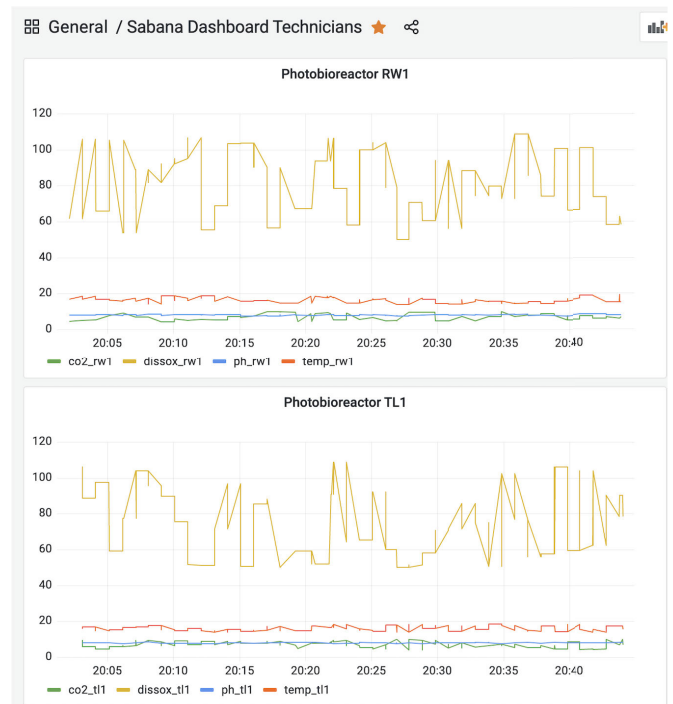 General / Sabana Dashboard Technicians
Photobioreactor RW1
120
100
80
60
40
20
0
20:05 20:10 20:15 20:20 20:25 20:30 20:35 20:40
co2_rw1 dissox_rw1 ph_rw1 temp_rw1
Photobioreactor TL1
120
100
80
60
40
20
0
20:05 20:10 20:15 20:20 20:25 20:30 20:35 20:40
co2_tl1 dissox_tl1 ph_tl1 temp_tl1